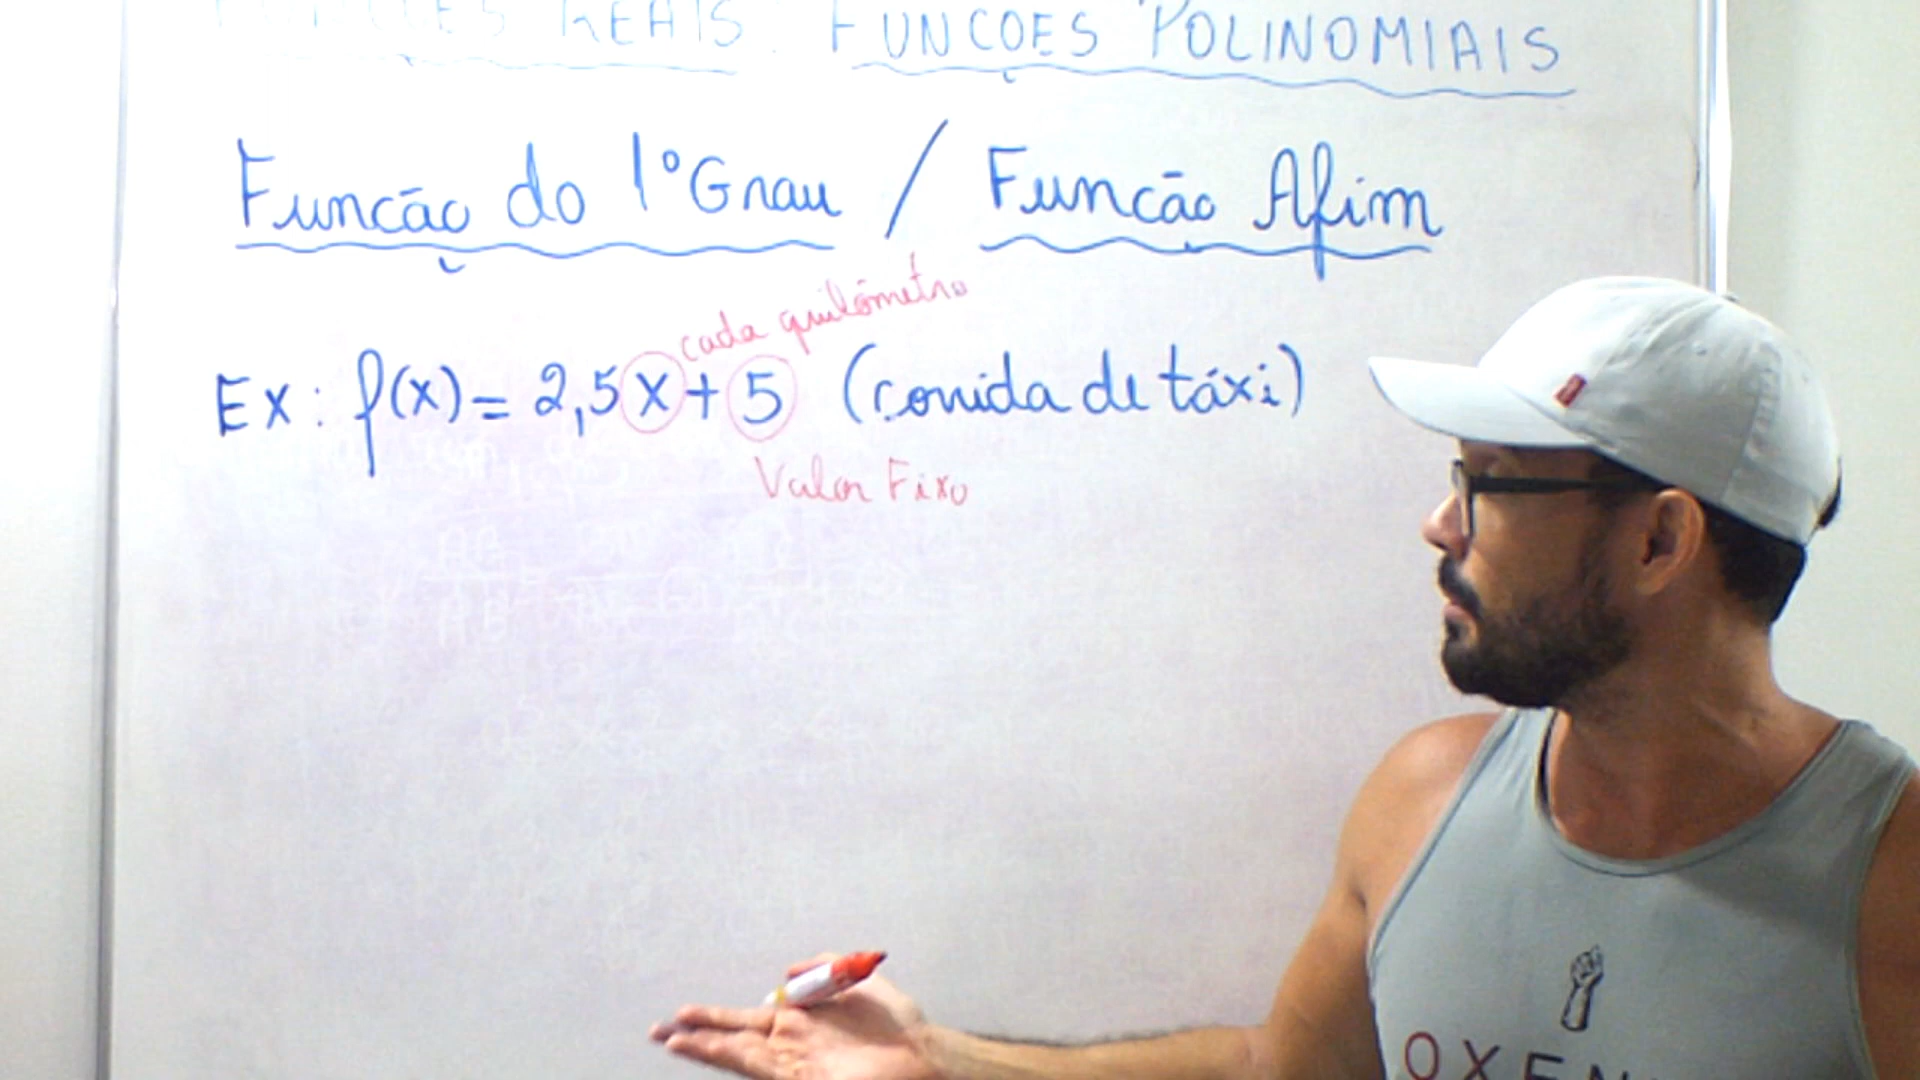 REAIS: FUNÇÕES POLINOMIAIS
Função do 1º Grau / Função Afim
cada quilômetro
Ex: f(x) = 2,5x + 5 (corrida de táxi)
Valor Fixo